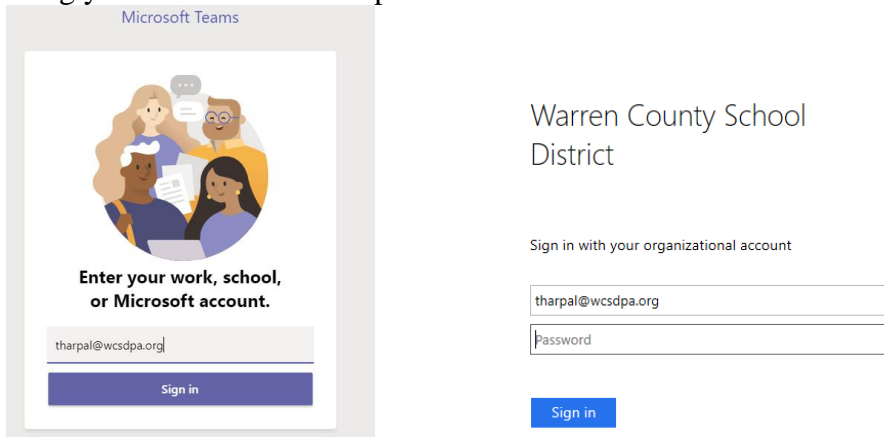 Microsoft Teams
Enter your work, school,
or Microsoft account.
tharpal@wcsdpa.org
Sign in
Warren County School
District
Sign in with your organizational account
tharpal@wcsdpa.org
Password
Sign in